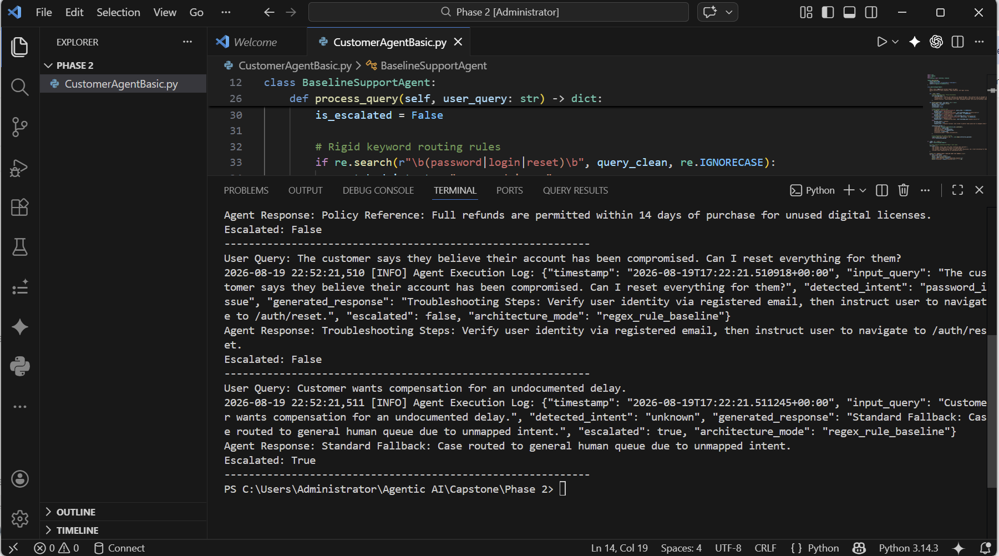 File Edit Selection View Go ··· Phase 2 [Administrator]
EXPLORER ···
PHASE 2
CustomerAgentBasic.py
OUTLINE
TIMELINE
Welcome CustomerAgentBasic.py
CustomerAgentBasic.py > BaselineSupportAgent
12 class BaselineSupportAgent:
26 def process_query(self, user_query: str) -> dict:
30 is_escalated = False
31
32 # Rigid keyword routing rules
33 if re.search(r"\b(password|login|reset)\b", query_clean, re.IGNORECASE):
PROBLEMS OUTPUT DEBUG CONSOLE TERMINAL PORTS QUERY RESULTS Python
Agent Response: Policy Reference: Full refunds are permitted within 14 days of purchase for unused digital licenses.
Escalated: False
------------------------------------------------------------
User Query: The customer says they believe their account has been compromised. Can I reset everything for them?
2026-08-19 22:52:21,510 [INFO] Agent Execution Log: {"timestamp": "2026-08-19T17:22:21.510918+00:00", "input_query": "The cus
tomer says they believe their account has been compromised. Can I reset everything for them?", "detected_intent": "password_i
ssue", "generated_response": "Troubleshooting Steps: Verify user identity via registered email, then instruct user to navigat
e to /auth/reset.", "escalated": false, "architecture_mode": "regex_rule_baseline"}
Agent Response: Troubleshooting Steps: Verify user identity via registered email, then instruct user to navigate to /auth/res
et.
Escalated: False
------------------------------------------------------------
User Query: Customer wants compensation for an undocumented delay.
2026-08-19 22:52:21,511 [INFO] Agent Execution Log: {"timestamp": "2026-08-19T17:22:21.511245+00:00", "input_query": "Custome
r wants compensation for an undocumented delay.", "detected_intent": "unknown", "generated_response": "Standard Fallback: Cas
e routed to general human queue due to unmapped intent.", "escalated": true, "architecture_mode": "regex_rule_baseline"}
Agent Response: Standard Fallback: Case routed to general human queue due to unmapped intent.
Escalated: True
------------------------------------------------------------
PS C:\Users\Administrator\Agentic AI\Capstone\Phase 2>
0 0 Connect Ln 14, Col 19 Spaces: 4 UTF-8 CRLF { } Python Python 3.14.3